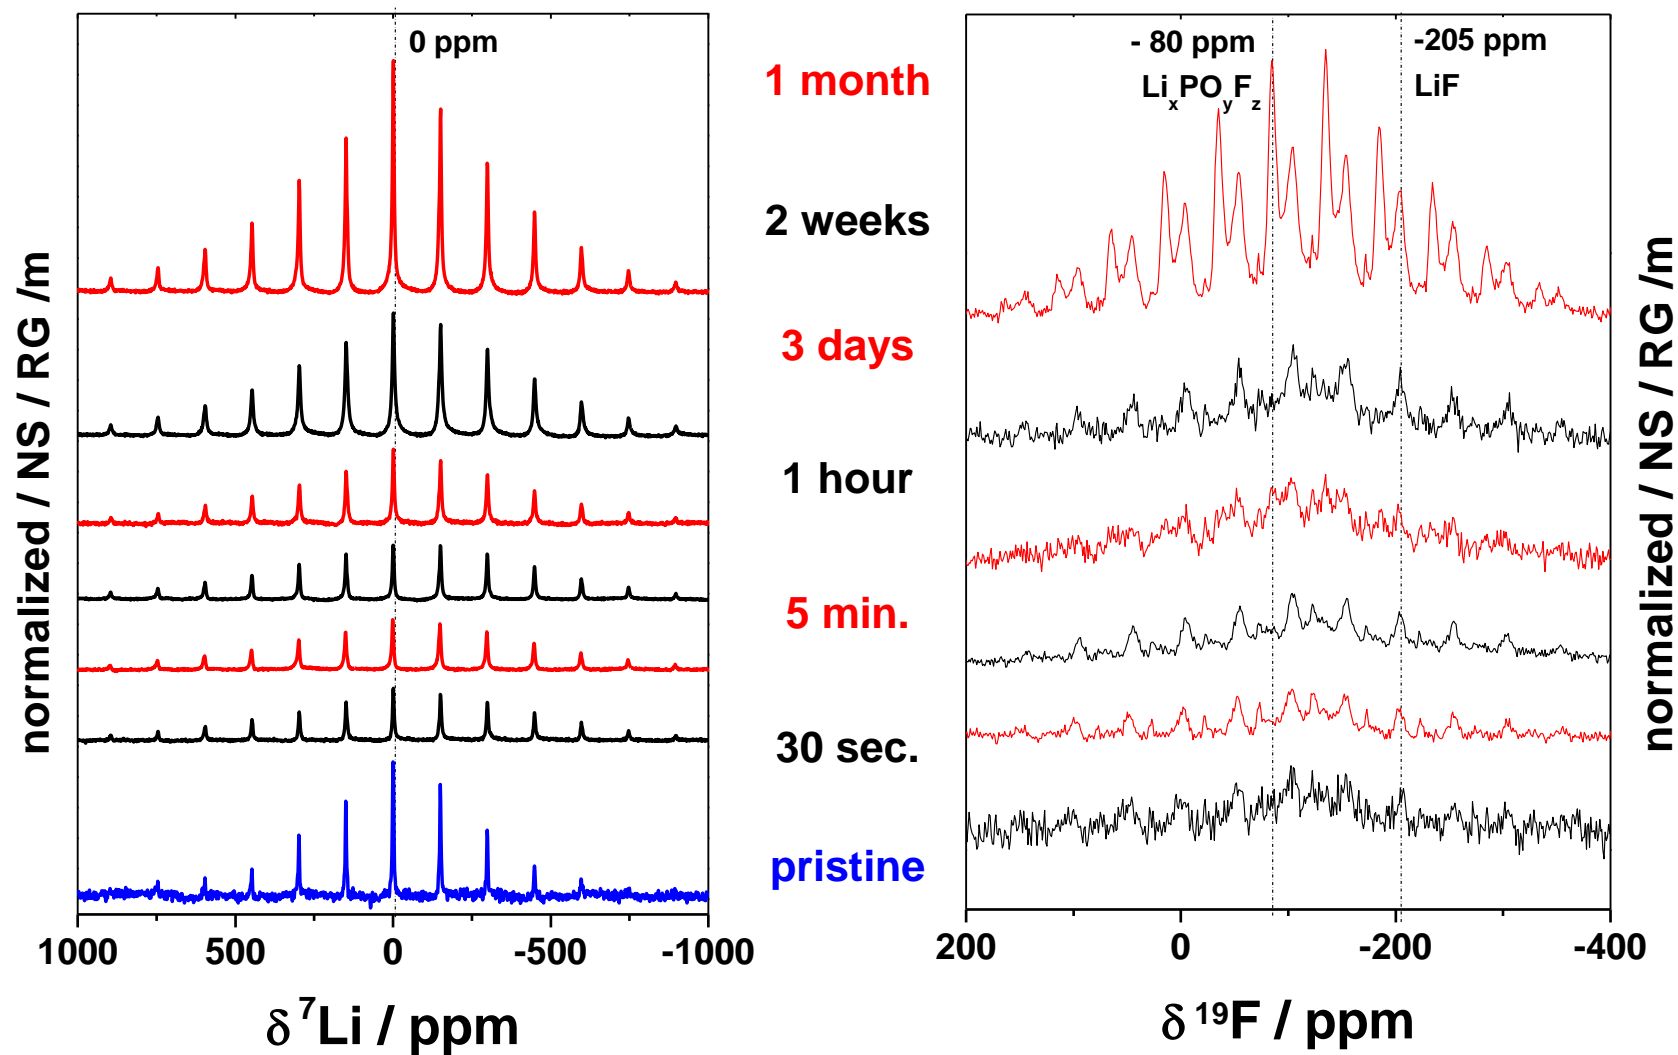 0 ppm
- 80 ppm
LixPOyFz
-205 ppm
LiF
1 month
2 weeks
3 days
1 hour
5 min.
30 sec.
pristine
normalized / NS / RG /m
normalized / NS / RG /m
1000 500 0 -500 -1000
δ ⁷Li / ppm
200 0 -200 -400
δ ¹⁹F / ppm